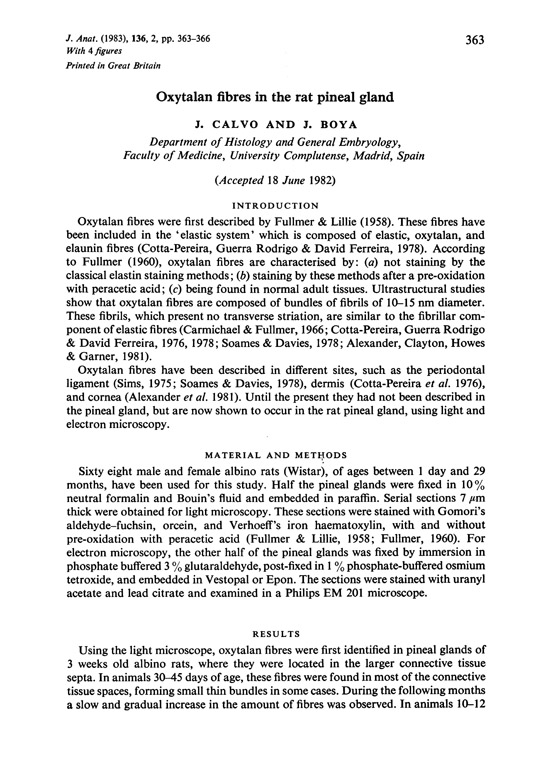 J. Anat. (1983), 136, 2, pp. 363–366
363
With 4 figures
Printed in Great Britain
Oxytalan fibres in the rat pineal gland
J. CALVO AND J. BOYA
Department of Histology and General Embryology,
Faculty of Medicine, University Complutense, Madrid, Spain
(Accepted 18 June 1982)
INTRODUCTION
Oxytalan fibres were first described by Fullmer & Lillie (1958). These fibres have
been included in the 'elastic system' which is composed of elastic, oxytalan, and
elaunin fibres (Cotta-Pereira, Guerra Rodrigo & David Ferreira, 1978). According
to Fullmer (1960), oxytalan fibres are characterised by: (a) not staining by the
classical elastin staining methods; (b) staining by these methods after a pre-oxidation
with peracetic acid; (c) being found in normal adult tissues. Ultrastructural studies
show that oxytalan fibres are composed of bundles of fibrils of 10–15 nm diameter.
These fibrils, which present no transverse striation, are similar to the fibrillar com-
ponent of elastic fibres (Carmichael & Fullmer, 1966; Cotta-Pereira, Guerra Rodrigo
& David Ferreira, 1976, 1978; Soames & Davies, 1978; Alexander, Clayton, Howes
& Garner, 1981).
Oxytalan fibres have been described in different sites, such as the periodontal
ligament (Sims, 1975; Soames & Davies, 1978), dermis (Cotta-Pereira et al. 1976),
and cornea (Alexander et al. 1981). Until the present they had not been described in
the pineal gland, but are now shown to occur in the rat pineal gland, using light and
electron microscopy.
MATERIAL AND METHODS
Sixty eight male and female albino rats (Wistar), of ages between 1 day and 29
months, have been used for this study. Half the pineal glands were fixed in 10%
neutral formalin and Bouin's fluid and embedded in paraffin. Serial sections 7 μm
thick were obtained for light microscopy. These sections were stained with Gomori's
aldehyde-fuchsin, orcein, and Verhoeff's iron haematoxylin, with and without
pre-oxidation with peracetic acid (Fullmer & Lillie, 1958; Fullmer, 1960). For
electron microscopy, the other half of the pineal glands was fixed by immersion in
phosphate buffered 3 % glutaraldehyde, post-fixed in 1 % phosphate-buffered osmium
tetroxide, and embedded in Vestopal or Epon. The sections were stained with uranyl
acetate and lead citrate and examined in a Philips EM 201 microscope.
RESULTS
Using the light microscope, oxytalan fibres were first identified in pineal glands of
3 weeks old albino rats, where they were located in the larger connective tissue
septa. In animals 30–45 days of age, these fibres were found in most of the connective
tissue spaces, forming small thin bundles in some cases. During the following months
a slow and gradual increase in the amount of fibres was observed. In animals 10–12